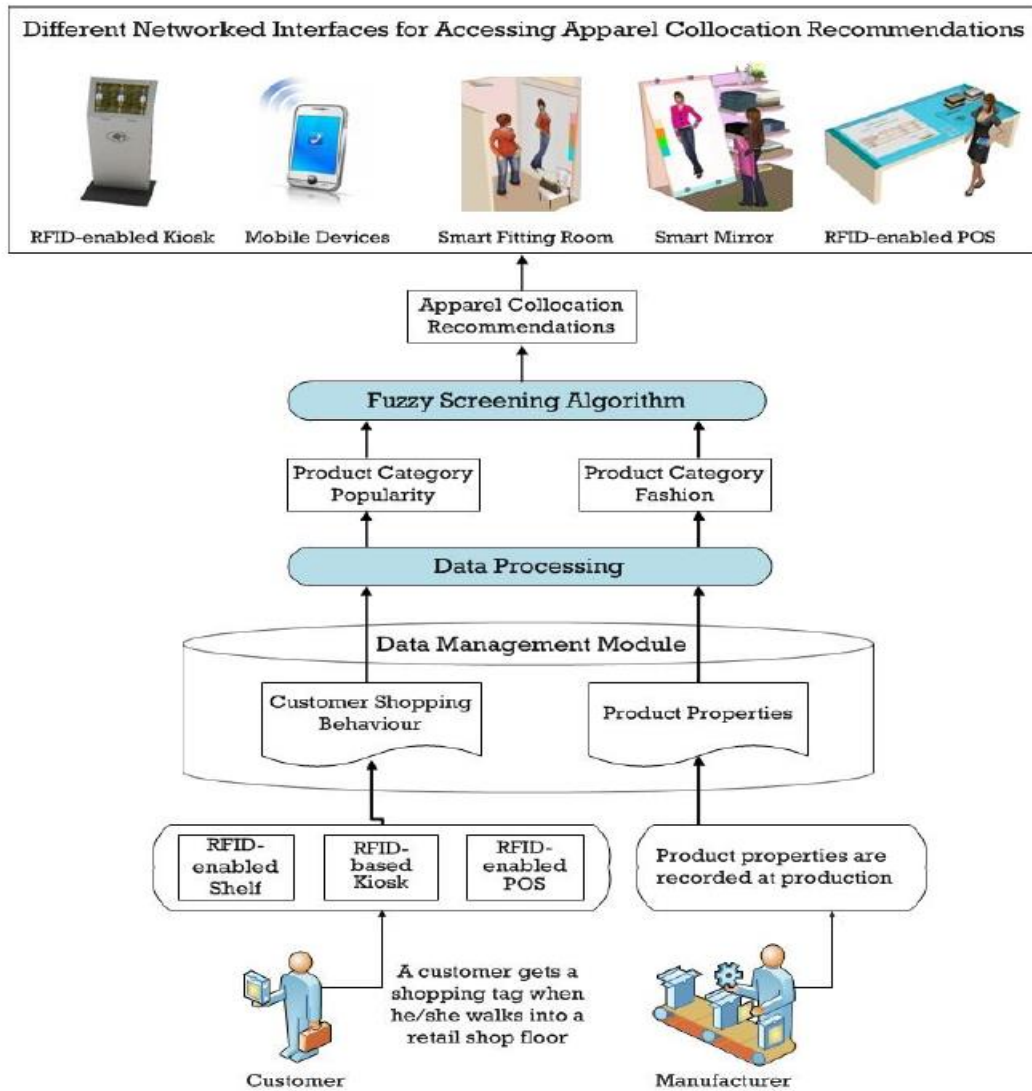 Different Networked Interfaces for Accessing Apparel Collocation Recommendations
RFID-enabled Kiosk
Mobile Devices
Smart Fitting Room
Smart Mirror
RFID-enabled POS
Apparel Collocation
Recommendations
Fuzzy Screening Algorithm
Product Category
Popularity
Product Category
Fashion
Data Processing
Data Management Module
Customer Shopping
Behaviour
Product Properties
RFID-
enabled
Shelf
RFID-
based
Kiosk
RFID-
enabled
POS
Product properties are
recorded at production
A customer gets a
shopping tag when
he/she walks into a
retail shop floor
Customer
Manufacturer